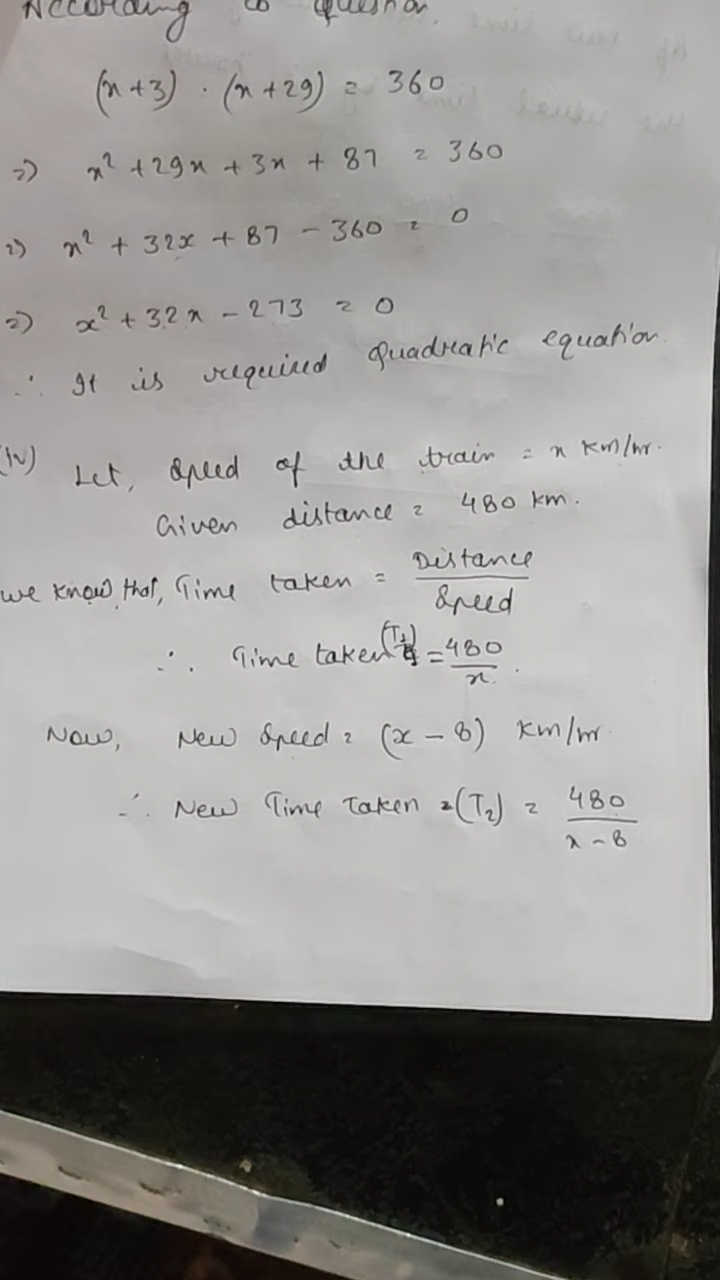 According to question.
(x+3) · (x+29) = 360
=) x² + 29x + 3x + 87 = 360
=) x² + 32x + 87 - 360 = 0
=) x² + 32x - 273 = 0
∴ It is required quadratic equation.
(iv) Let, speed of the train = x km/hr.
Given distance = 480 km.
we know that, Time taken = Distance / Speed
∴ Time taken (T₁) = 480 / x.
Now, New speed = (x - 8) km/hr.
∴ New Time Taken = (T₂) = 480 / x - 8